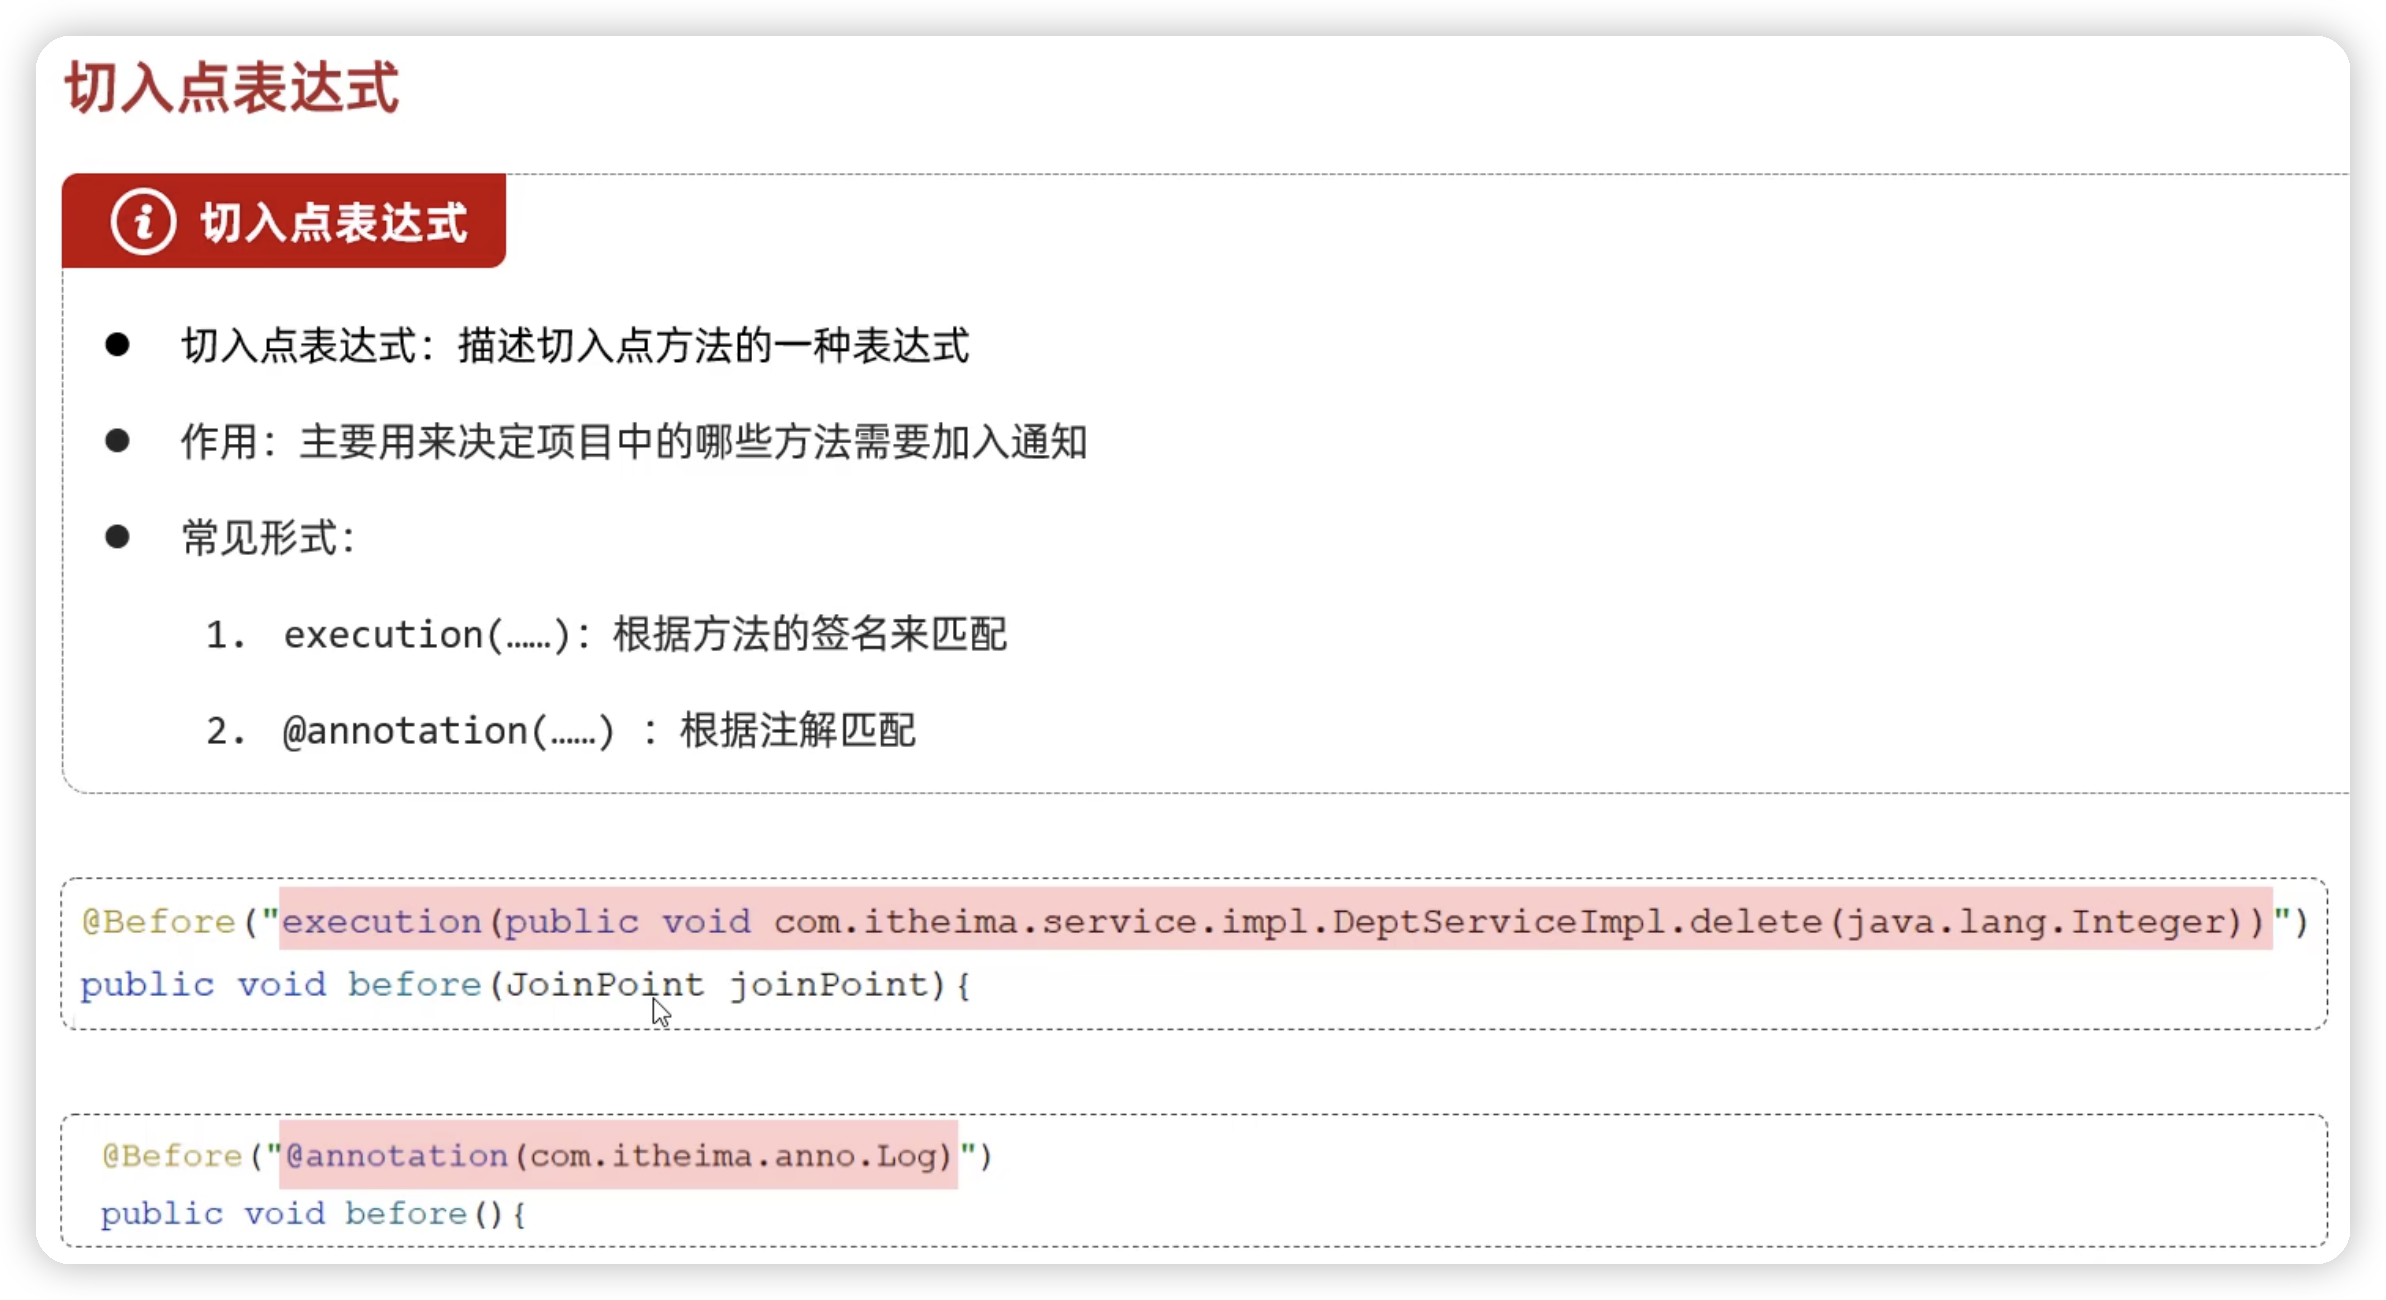 切入点表达式
切入点表达式
切入点表达式：描述切入点方法的一种表达式
作用：主要用来决定项目中的哪些方法需要加入通知
常见形式：
1. execution(……)：根据方法的签名来匹配
2. @annotation(……) ：根据注解匹配
@Before("execution(public void com.itheima.service.impl.DeptServiceImpl.delete(java.lang.Integer))")
public void before(JoinPoint joinPoint){
@Before("@annotation(com.itheima.anno.Log)")
public void before(){